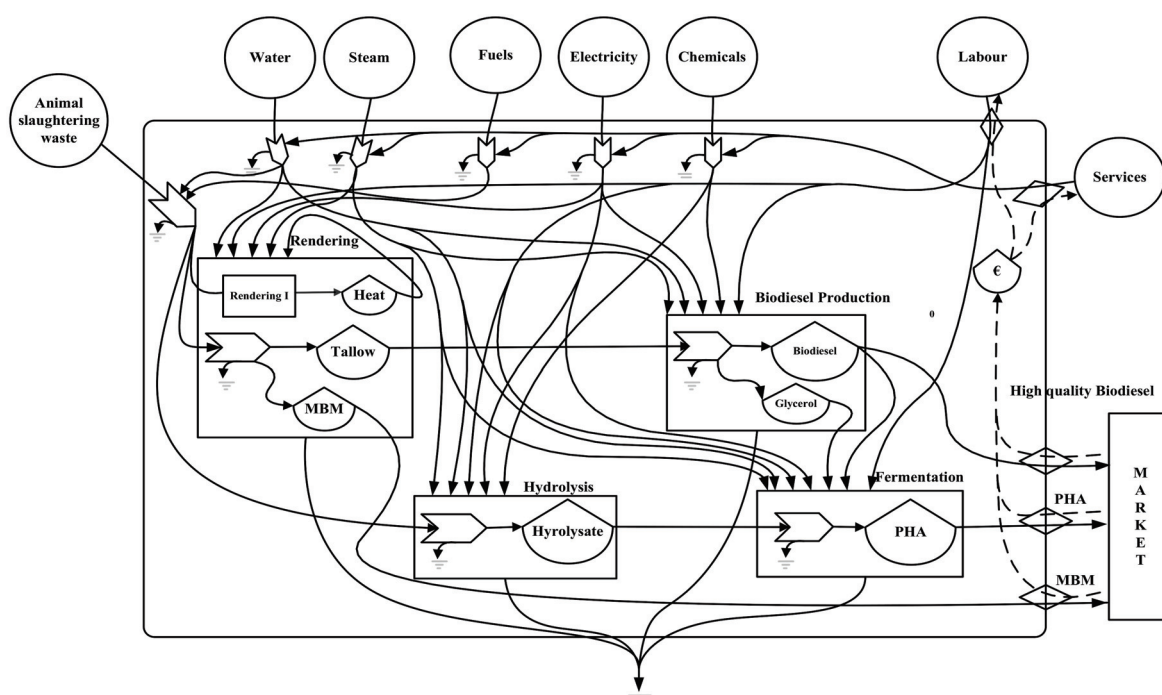 Water
Steam
Fuels
Electricity
Chemicals
Labour
Animal
slaughtering
waste
Services
Rendering
€
Rendering I
Heat
Biodiesel Production
0
Tallow
Biodiesel
MBM
Glycerol
High quality Biodiesel
Hydrolysis
Fermentation
PHA
Hyrolysate
PHA
MBM
M
A
R
K
E
T